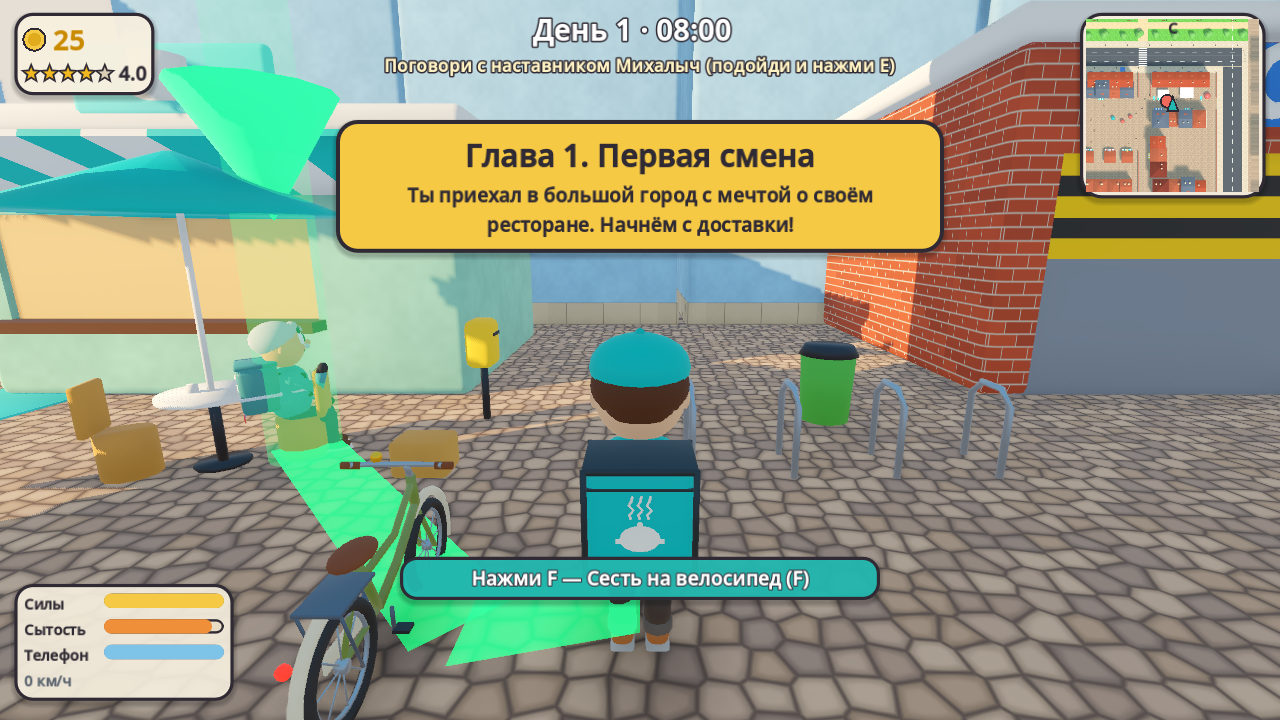 25
4.0
День 1 · 08:00
Поговори с наставником Михалыч (подойди и нажми E)
С
Глава 1. Первая смена
Ты приехал в большой город с мечтой о своём
ресторане. Начнём с доставки!
Нажми F — Сесть на велосипед (F)
Силы
Сытость
Телефон
0 км/ч